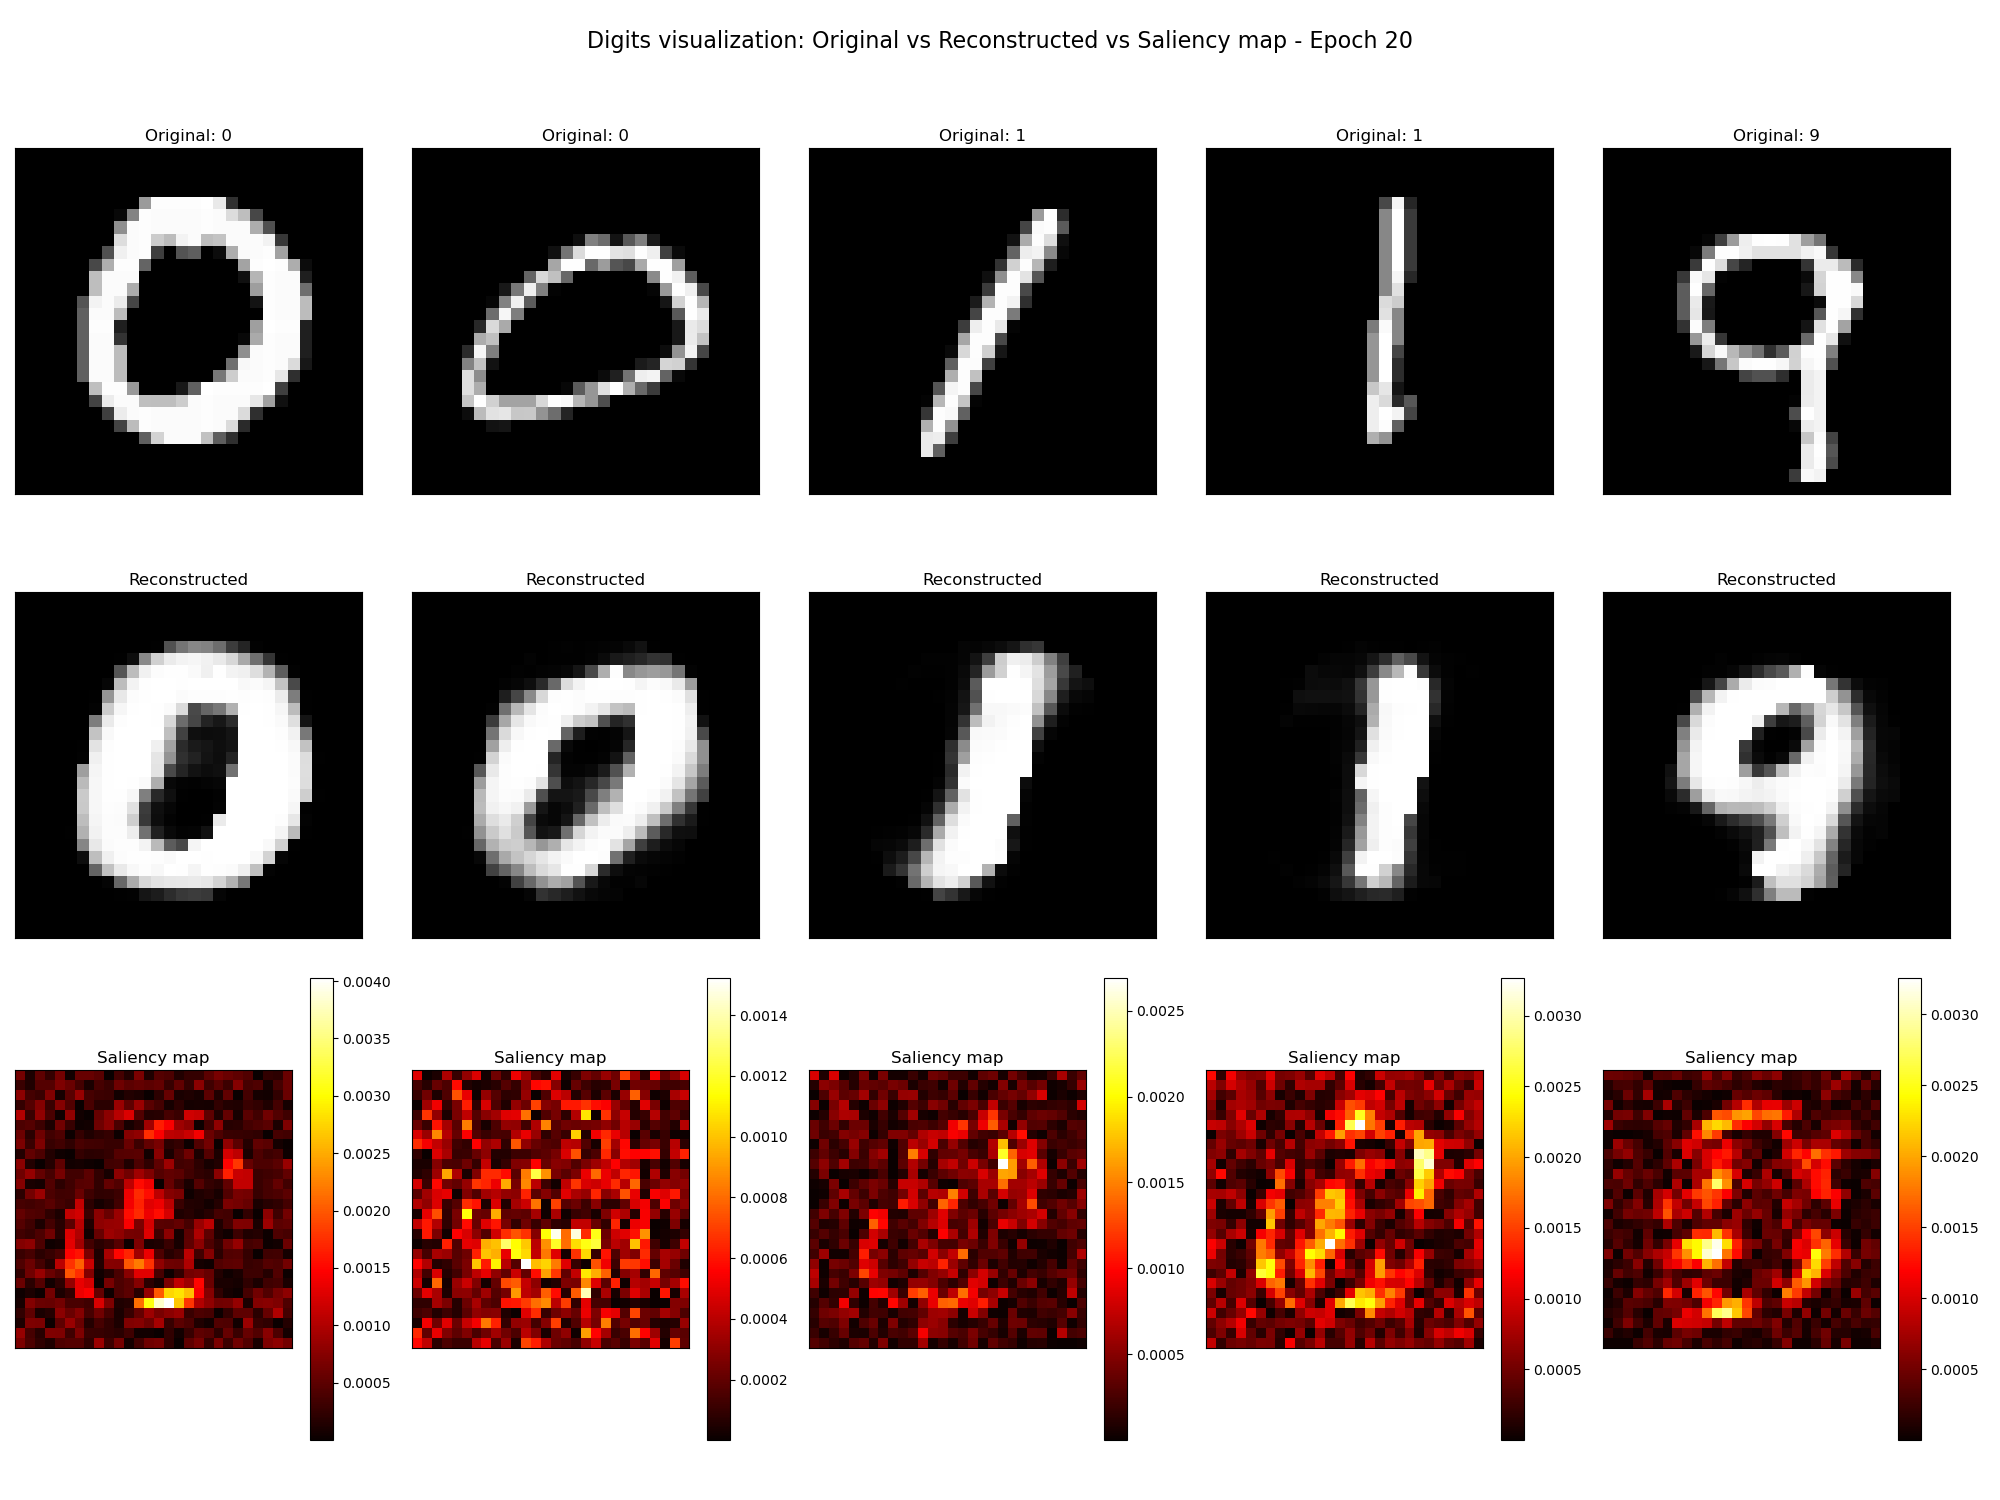 Digits visualization: Original vs Reconstructed vs Saliency map - Epoch 20
Original: 0
Original: 0
Original: 1
Original: 1
Original: 9
Reconstructed
Reconstructed
Reconstructed
Reconstructed
Reconstructed
Saliency map
0.0040
0.0035
0.0030
0.0025
0.0020
0.0015
0.0010
0.0005
Saliency map
0.0014
0.0012
0.0010
0.0008
0.0006
0.0004
0.0002
Saliency map
0.0025
0.0020
0.0015
0.0010
0.0005
Saliency map
0.0030
0.0025
0.0020
0.0015
0.0010
0.0005
Saliency map
0.0030
0.0025
0.0020
0.0015
0.0010
0.0005